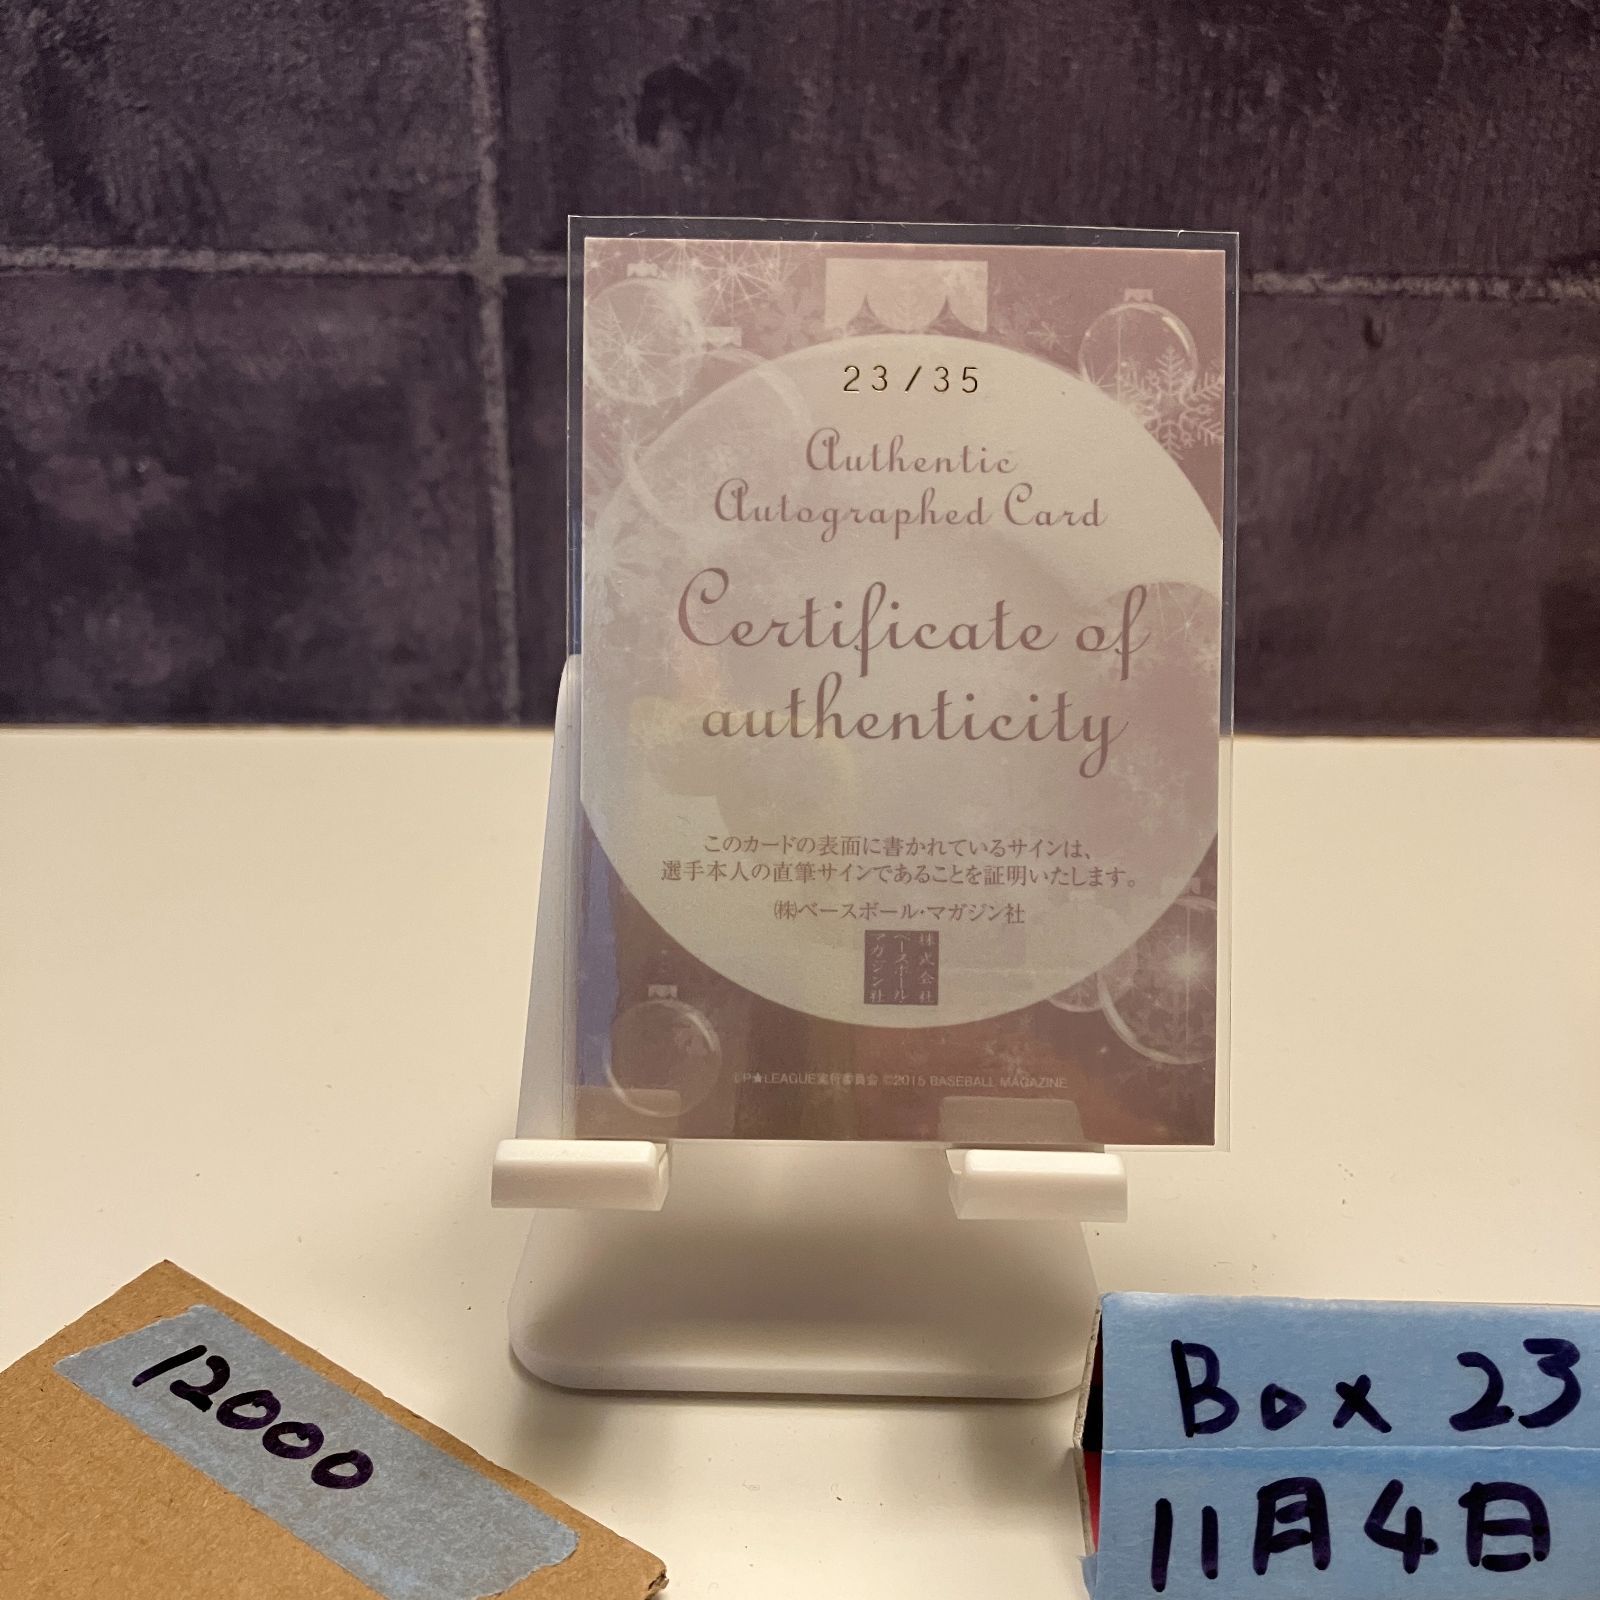 23/35
Authentic
Autographed Card
Certificate of
authenticity
このカードの表面に書かれているサインは、
選手本人の直筆サインであることを証明いたします。
㈱ベースボール・マガジン社
株式会社
ベースボール・
マガジン社
P★LEAGUE実行委員会 ©2015 BASEBALL MAGAZINE
12000
Box 23
11月4日